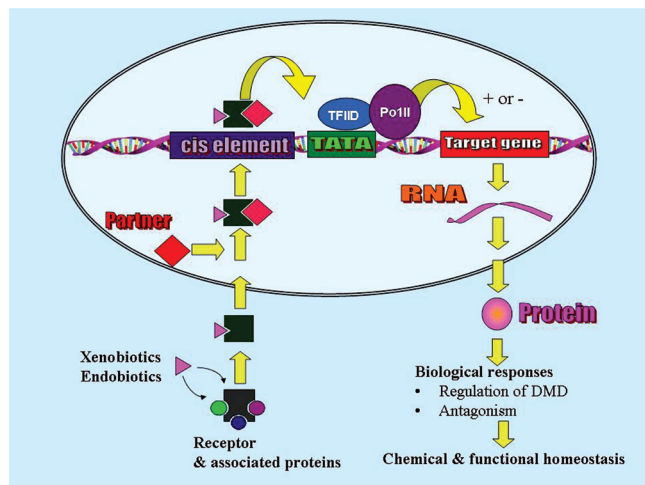 + or -
TFIID
Po1II
cis element
TATA
Target gene
RNA
Partner
Protein
Xenobiotics
Endobiotics
Receptor
& associated proteins
Biological responses
• Regulation of DMD
• Antagonism
Chemical & functional homeostasis